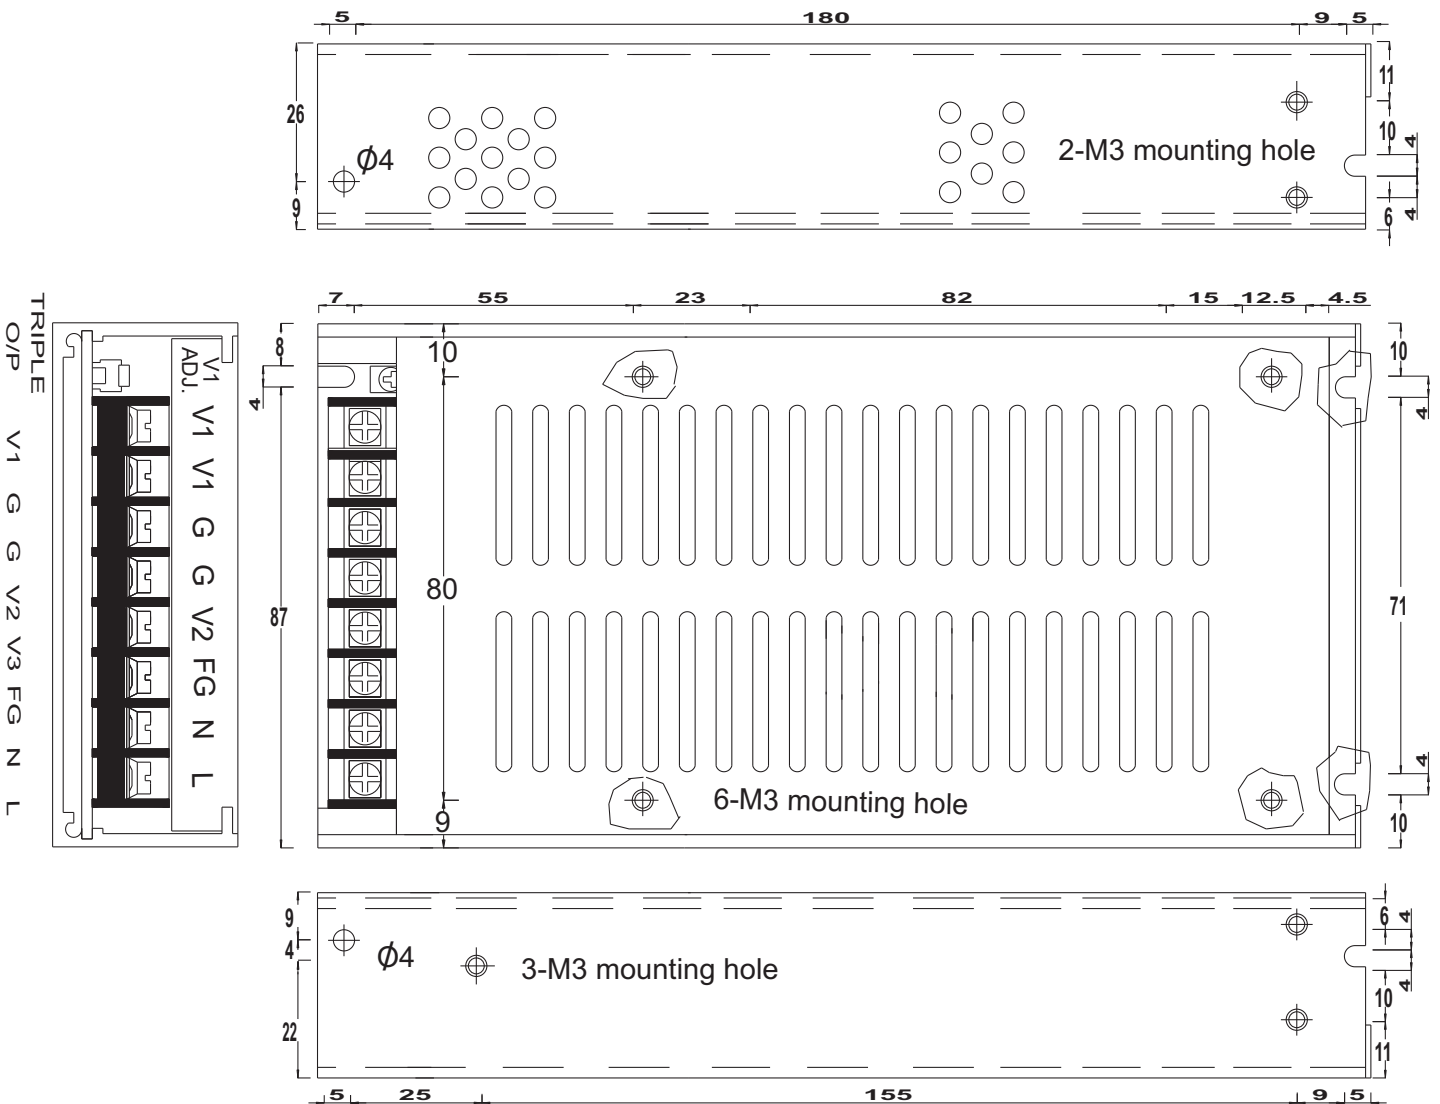 5 180 9 5
26
9
ϕ4
2-M3 mounting hole
11
10
4
6
4
TRIPLE
O/P
V1 G G V2 V3 FG N L
V1
ADJ.
V1 V1 G G V2 FG N L
7 55 23 82 15 12.5 4.5
8
4
87
10
80
9
6-M3 mounting hole
10
4
71
4
10
9
4
22
ϕ4
3-M3 mounting hole
6
4
4
10
11
5 25 155 9 5